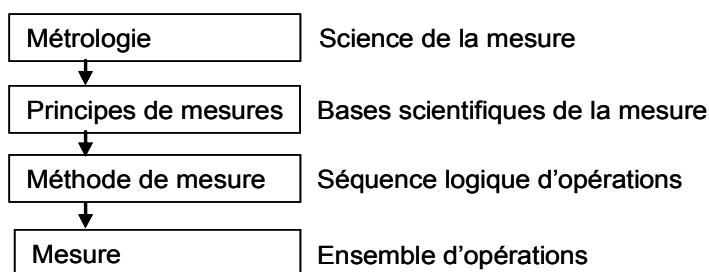 Métrologie Science de la mesure
Principes de mesures Bases scientifiques de la mesure
Méthode de mesure Séquence logique d'opérations
Mesure Ensemble d'opérations